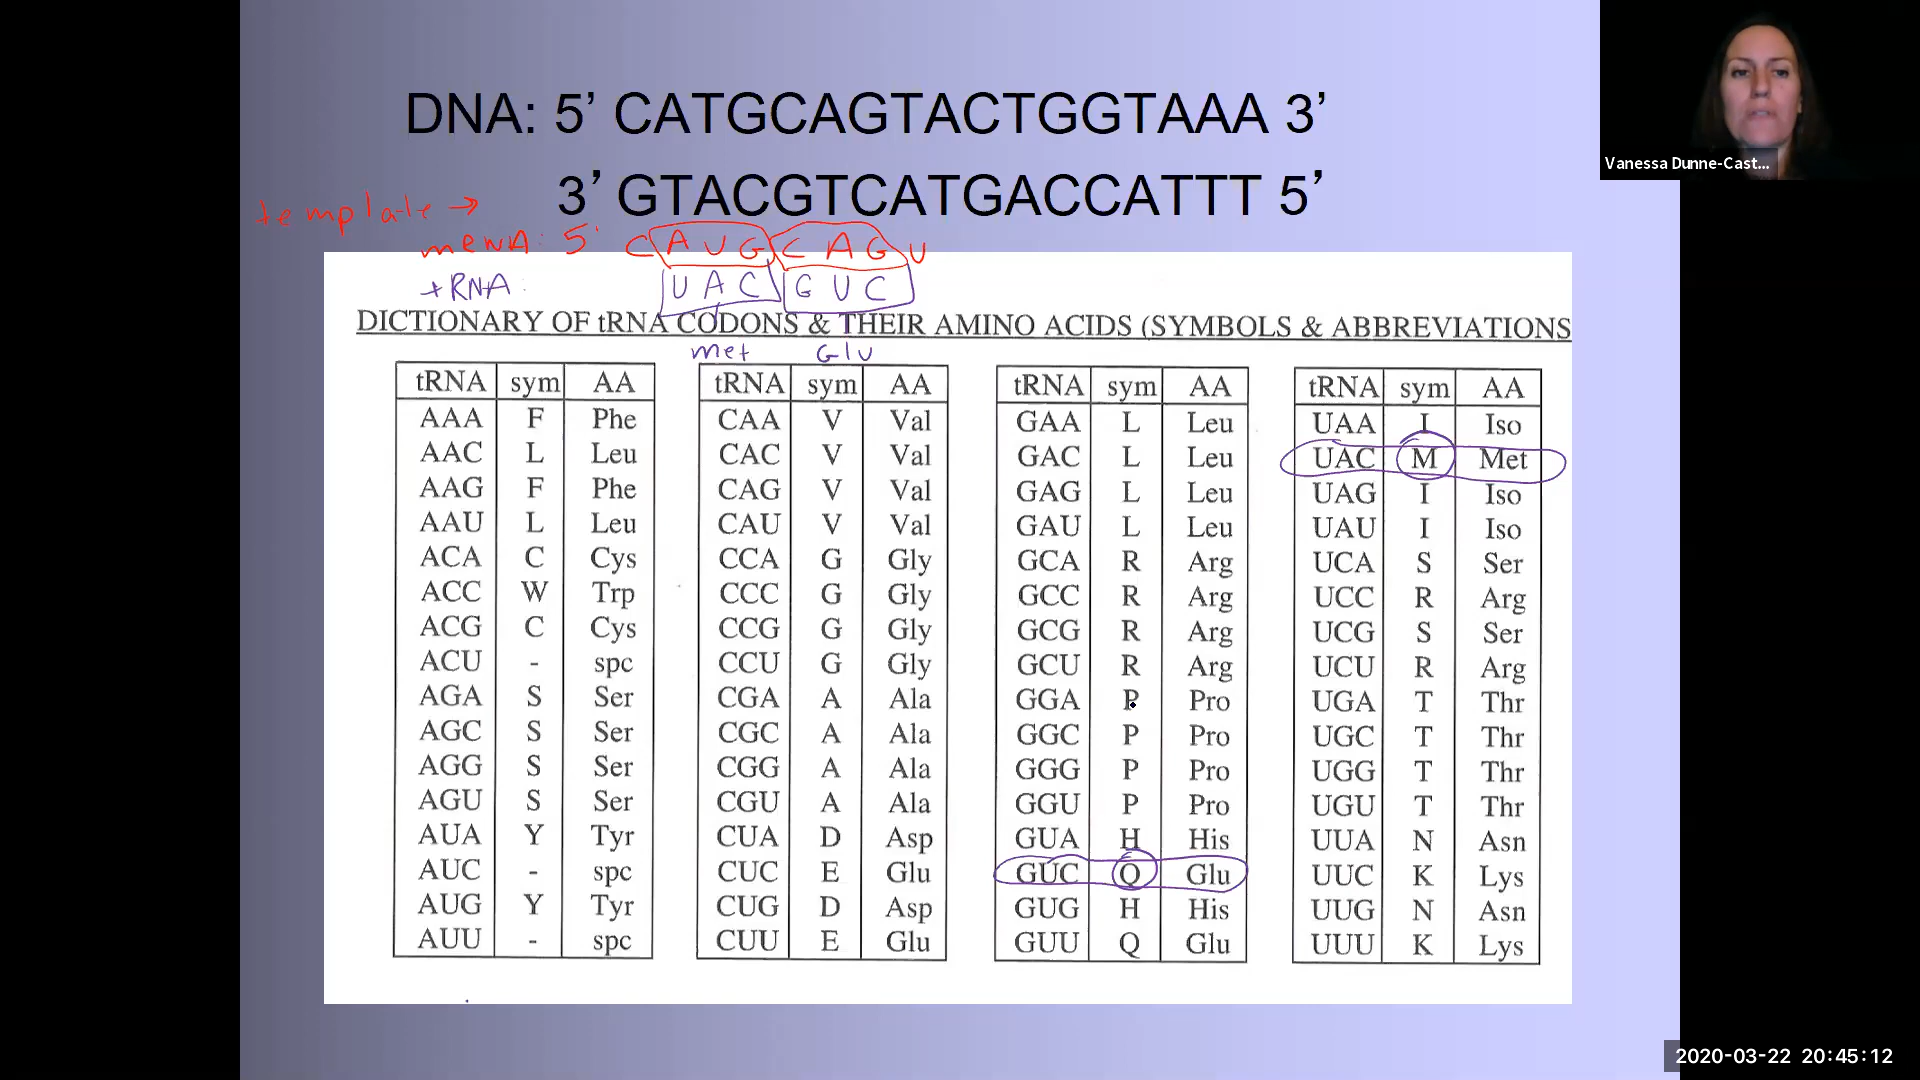 DNA: 5’ CATGCAGTACTGGTAAA 3’
3’ GTACGTCATGACCATTT 5’
template →
mRNA: 5' C A U G C A G U
tRNA: U A C G U C
DICTIONARY OF tRNA CODONS & THEIR AMINO ACIDS (SYMBOLS & ABBREVIATIONS
met Glu
tRNA sym AA tRNA sym AA tRNA sym AA tRNA sym AA
AAA F Phe CAA V Val GAA L Leu UAA I Iso
AAC L Leu CAC V Val GAC L Leu UAC M Met
AAG F Phe CAG V Val GAG L Leu UAG I Iso
AAU L Leu CAU V Val GAU L Leu UAU I Iso
ACA C Cys CCA G Gly GCA R Arg UCA S Ser
ACC W Trp CCC G Gly GCC R Arg UCC R Arg
ACG C Cys CCG G Gly GCG R Arg UCG S Ser
ACU - spc CCU G Gly GCU R Arg UCU R Arg
AGA S Ser CGA A Ala GGA P Pro UGA T Thr
AGC S Ser CGC A Ala GGC P Pro UGC T Thr
AGG S Ser CGG A Ala GGG P Pro UGG T Thr
AGU S Ser CGU A Ala GGU P Pro UGU T Thr
AUA Y Tyr CUA D Asp GUA H His UUA N Asn
AUC - spc CUC E Glu GUC Q Glu UUC K Lys
AUG Y Tyr CUG D Asp GUG H His UUG N Asn
AUU - spc CUU E Glu GUU Q Glu UUU K Lys
Vanessa Dunne-Cast...
2020-03-22 20:45:12